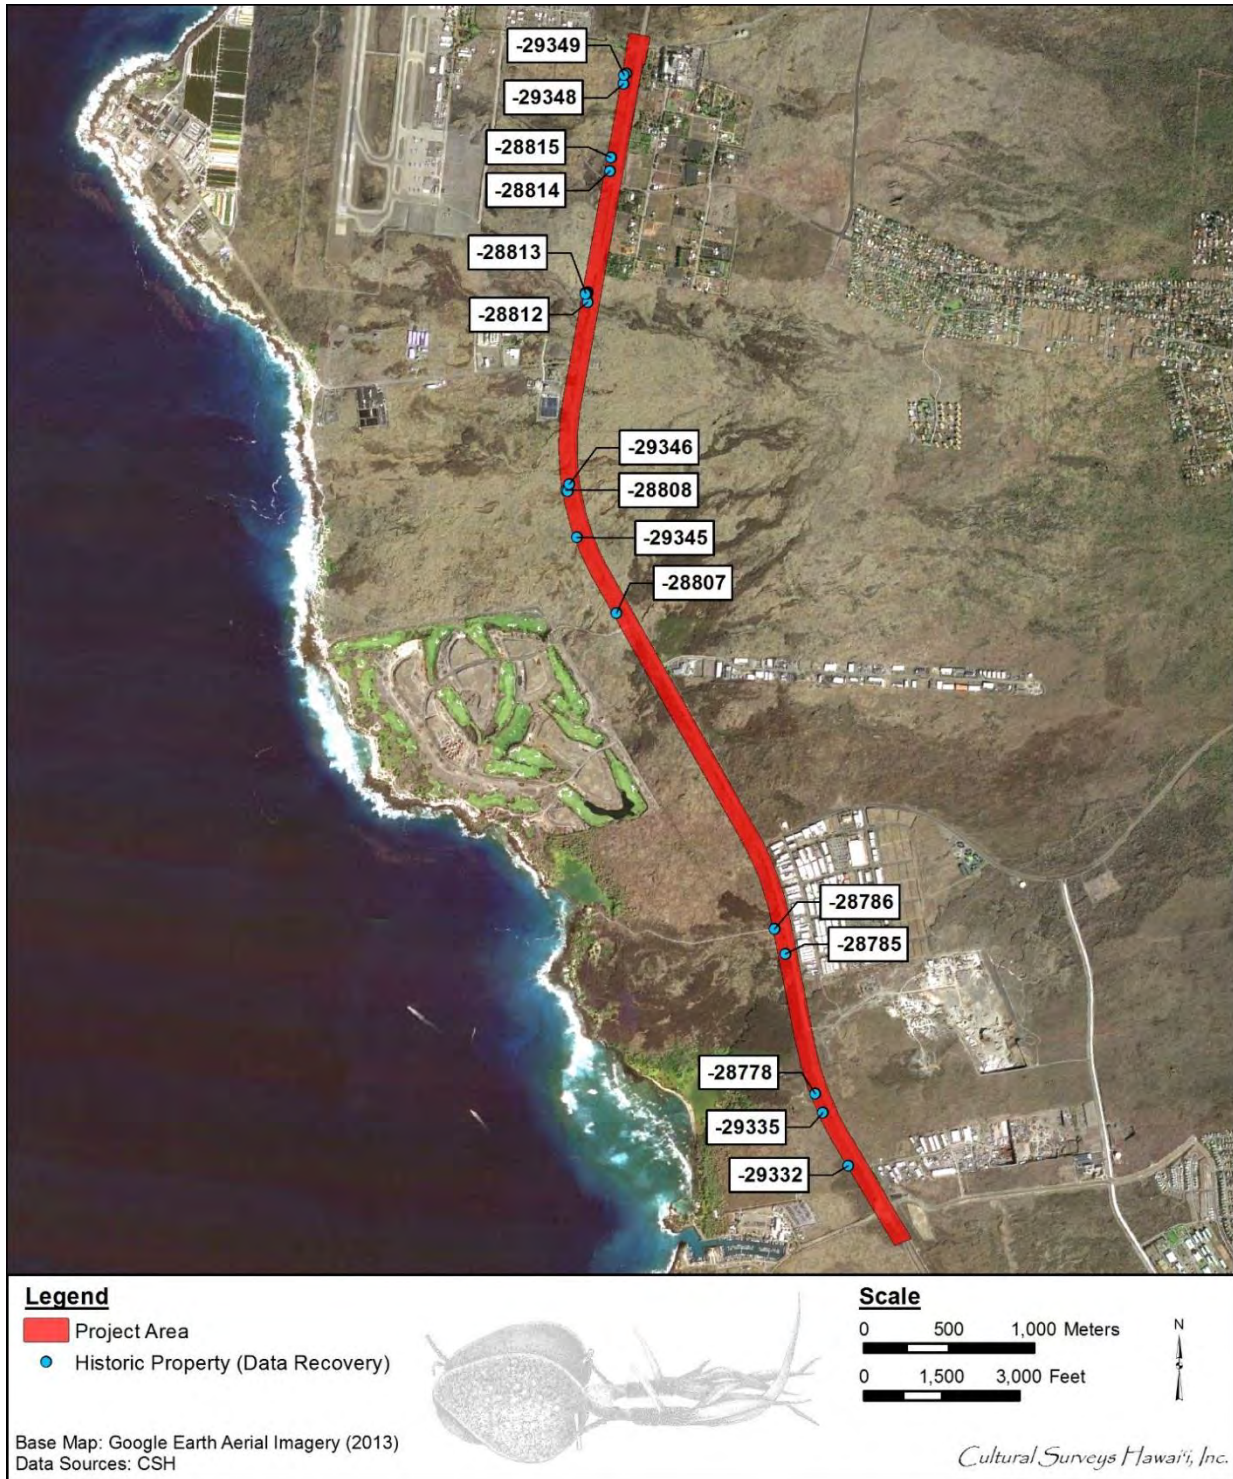 -29349
-29348
-28815
-28814
-28813
-28812
-29346
-28808
-29345
-28807
-28786
-28785
-28778
-29335
-29332
Legend
Project Area
Historic Property (Data Recovery)
Base Map: Google Earth Aerial Imagery (2013)
Data Sources: CSH
Scale
0 500 1,000 Meters
0 1,500 3,000 Feet
N
Cultural Surveys Hawai‘i, Inc.